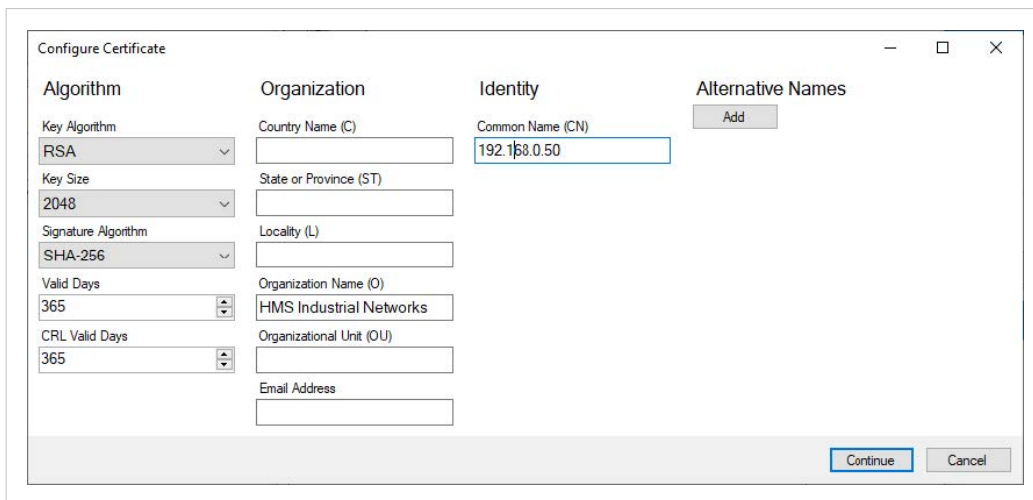 Configure Certificate
Algorithm
Key Algorithm
RSA
Key Size
2048
Signature Algorithm
SHA-256
Valid Days
365
CRL Valid Days
365
Organization
Country Name (C)
State or Province (ST)
Locality (L)
Organization Name (O)
HMS Industrial Networks
Organizational Unit (OU)
Email Address
Identity
Common Name (CN)
192.168.0.50
Alternative Names
Add
Continue
Cancel